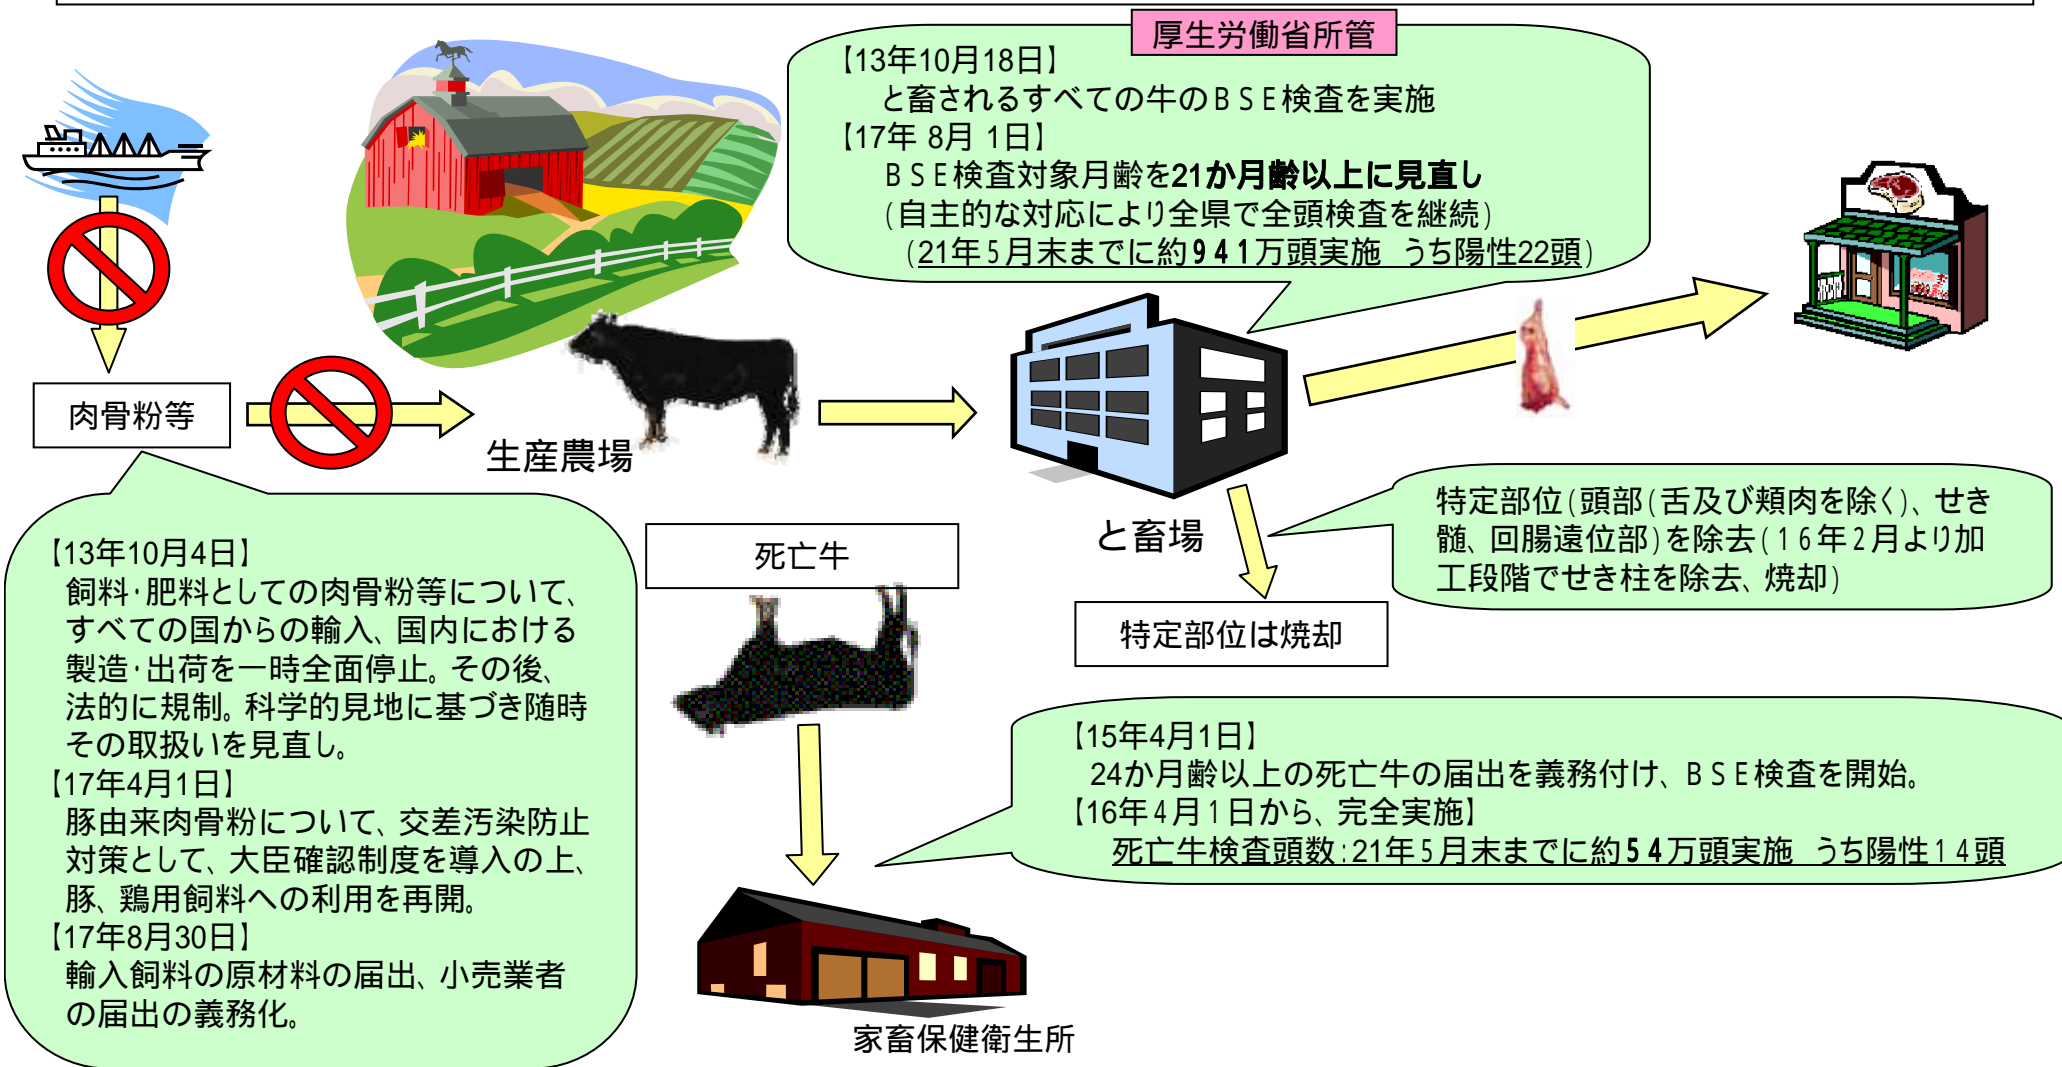 厚生労働省所管
【13年10月18日】
と畜されるすべての牛のBSE検査を実施
【17年 8月 1日】
BSE検査対象月齢を21か月齢以上に見直し
(自主的な対応により全県で全頭検査を継続)
(21年5月末までに約941万頭実施 うち陽性22頭)
肉骨粉等
生産農場
と畜場
特定部位(頭部(舌及び頬肉を除く)、せき
髄、回腸遠位部)を除去(16年2月より加
工段階でせき柱を除去、焼却)
特定部位は焼却
死亡牛
【13年10月4日】
飼料・肥料としての肉骨粉等について、
すべての国からの輸入、国内における
製造・出荷を一時全面停止。その後、
法的に規制。科学的見地に基づき随時
その取扱いを見直し。
【17年4月1日】
豚由来肉骨粉について、交差汚染防止
対策として、大臣確認制度を導入の上、
豚、鶏用飼料への利用を再開。
【17年8月30日】
輸入飼料の原材料の届出、小売業者
の届出の義務化。
【15年4月1日】
24か月齢以上の死亡牛の届出を義務付け、BSE検査を開始。
【16年4月1日から、完全実施】
死亡牛検査頭数:21年5月末までに約54万頭実施 うち陽性14頭
家畜保健衛生所